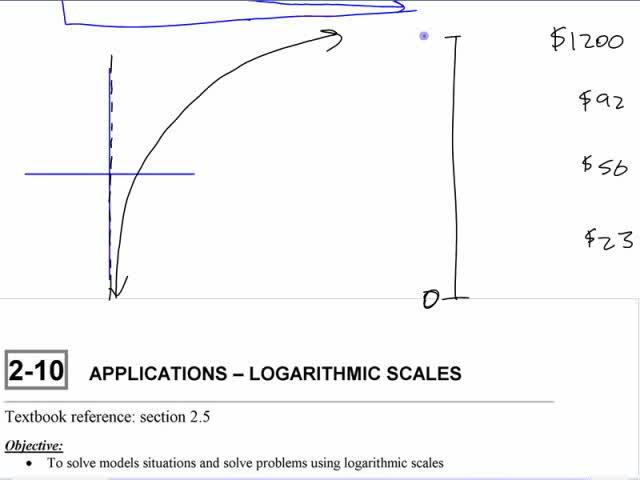 $1200
$92
$56
$23
0
2-10 APPLICATIONS – LOGARITHMIC SCALES
Textbook reference: section 2.5
Objective:
• To solve models situations and solve problems using logarithmic scales